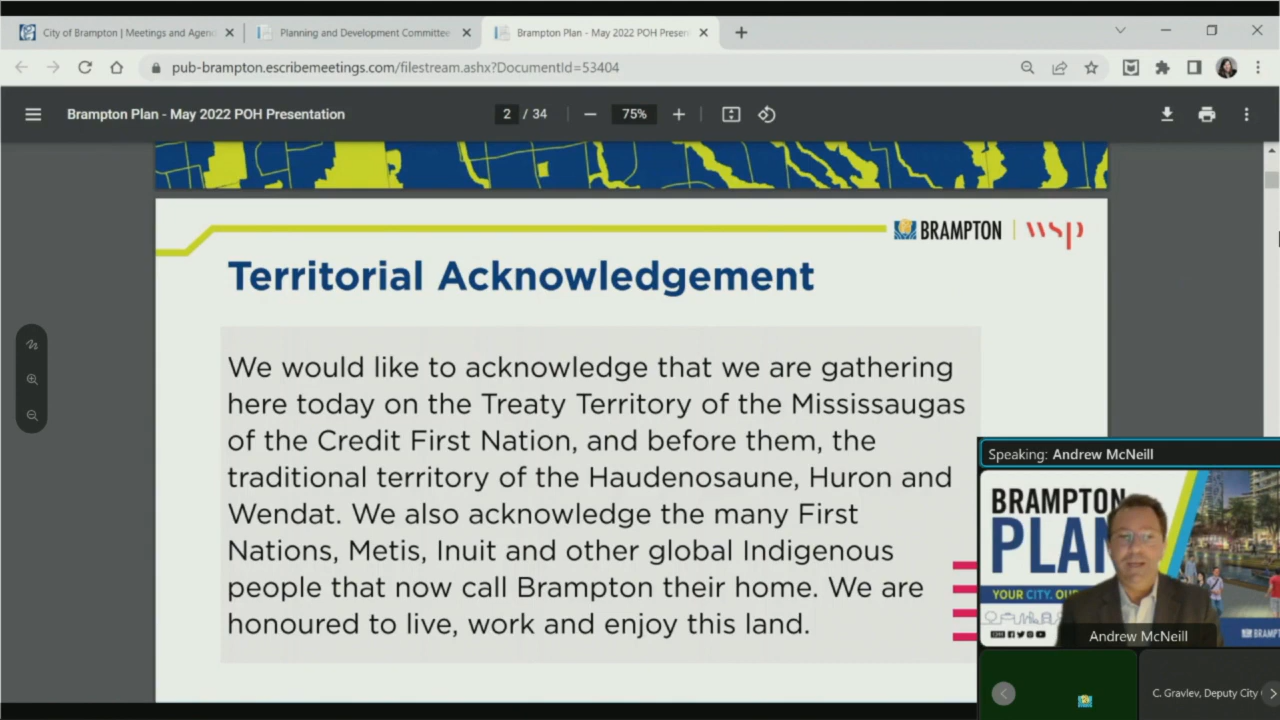 City of Brampton | Meetings and Agen
Planning and Development Committee
Brampton Plan - May 2022 POH Presen
pub-brampton.escribemeetings.com/filestream.ashx?DocumentId=53404
Brampton Plan - May 2022 POH Presentation
2 / 34
75%
BRAMPTON | wsp
Territorial Acknowledgement
We would like to acknowledge that we are gathering
here today on the Treaty Territory of the Mississaugas
of the Credit First Nation, and before them, the
traditional territory of the Haudenosaune, Huron and
Wendat. We also acknowledge the many First
Nations, Metis, Inuit and other global Indigenous
people that now call Brampton their home. We are
honoured to live, work and enjoy this land.
Speaking: Andrew McNeill
BRAMPTON
PLAN
YOUR CITY. OU
Andrew McNeill
BRAMP
C. Gravlev, Deputy City